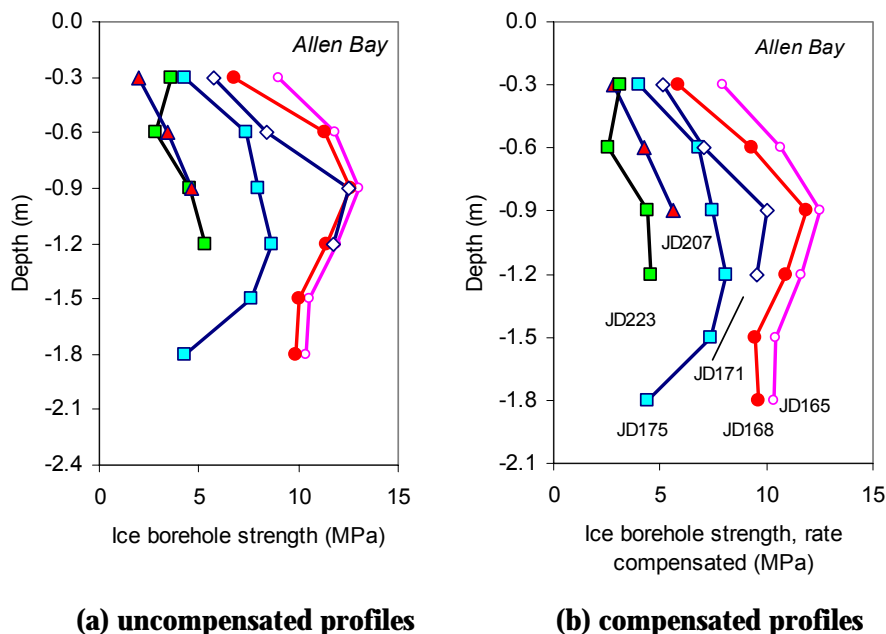 0.0
-0.3
-0.6
-0.9
-1.2
-1.5
-1.8
-2.1
-2.4
Depth (m)
Allen Bay
0 5 10 15
Ice borehole strength (MPa)
(a) uncompensated profiles
0.0
-0.3
-0.6
-0.9
-1.2
-1.5
-1.8
-2.1
Depth (m)
Allen Bay
JD207
JD223
JD171
JD165
JD175
JD168
0 5 10 15
Ice borehole strength, rate
compensated (MPa)
(b) compensated profiles